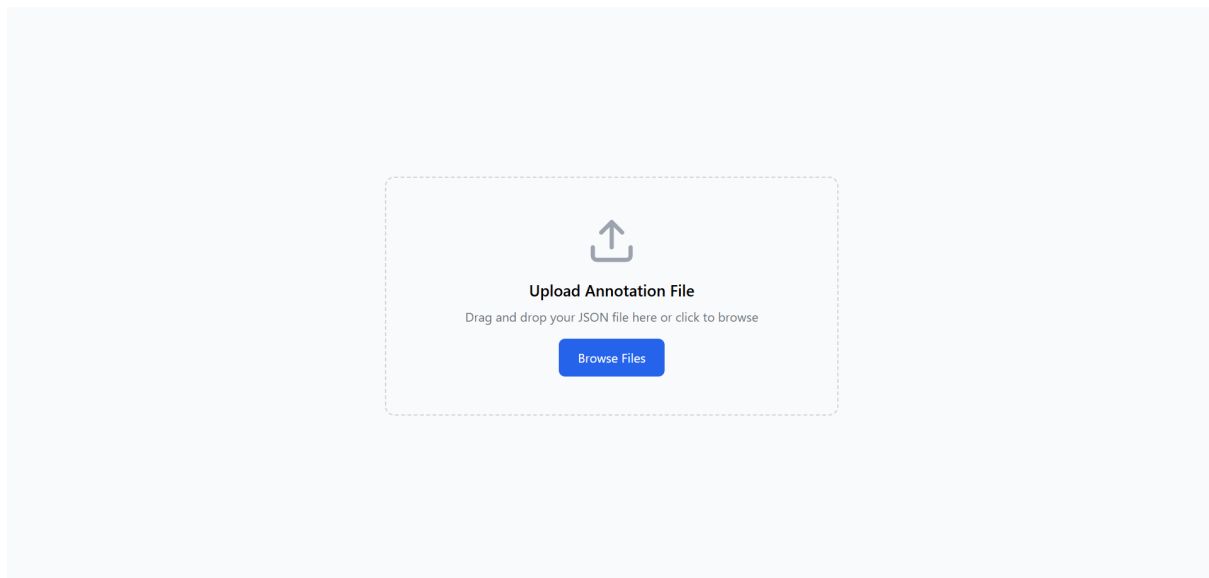 Upload Annotation File
Drag and drop your JSON file here or click to browse
Browse Files